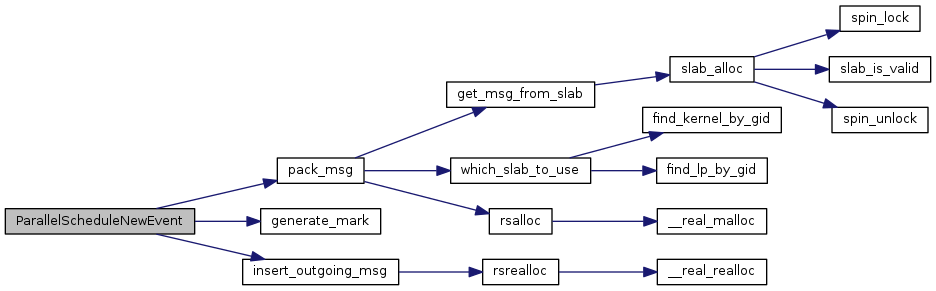 spin_lock
slab_alloc
slab_is_valid
get_msg_from_slab
spin_unlock
find_kernel_by_gid
pack_msg
which_slab_to_use
find_lp_by_gid
ParallelScheduleNewEvent
generate_mark
rsalloc
__real_malloc
insert_outgoing_msg
rsrealloc
__real_realloc